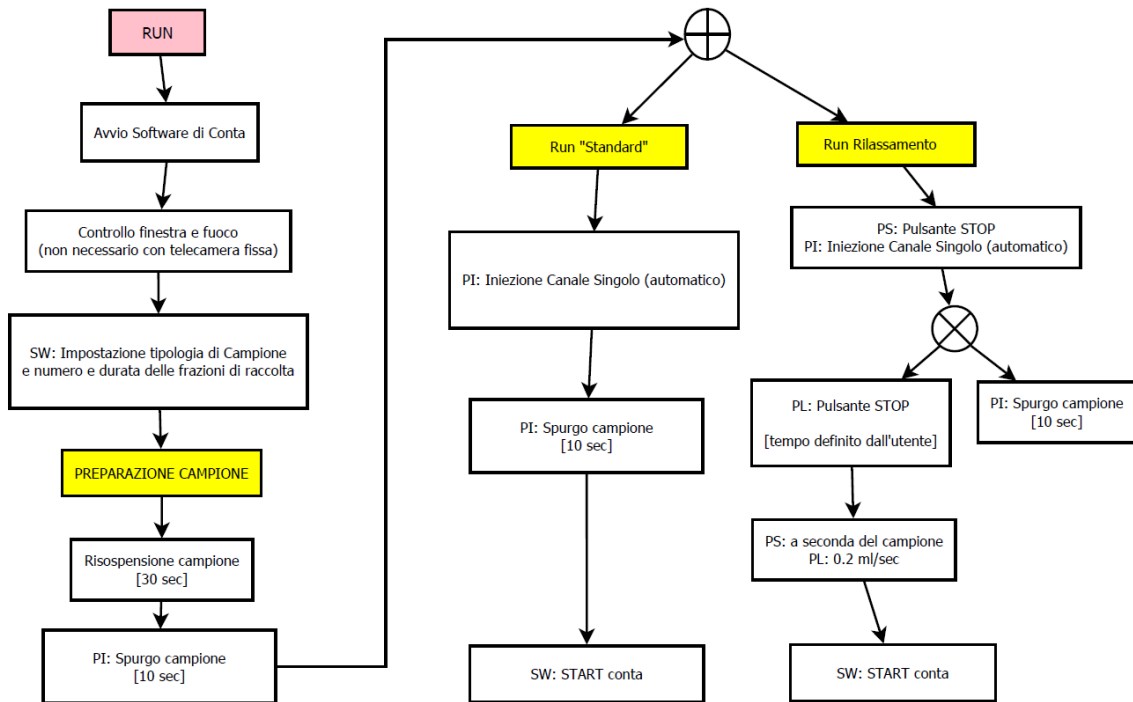 RUN
Avvio Software di Conta
Controllo finestra e fuoco
(non necessario con telecamera fissa)
SW: Impostazione tipologia di Campione
e numero e durata delle frazioni di raccolta
PREPARAZIONE CAMPIONE
Risospensione campione
[30 sec]
PI: Spurgo campione
[10 sec]
Run "Standard"
PI: Iniezione Canale Singolo (automatico)
PI: Spurgo campione
[10 sec]
SW: START conta
Run Rilassamento
PS: Pulsante STOP
PI: Iniezione Canale Singolo (automatico)
PL: Pulsante STOP
[tempo definito dall'utente]
PI: Spurgo campione
[10 sec]
PS: a seconda del campione
PL: 0.2 ml/sec
SW: START conta